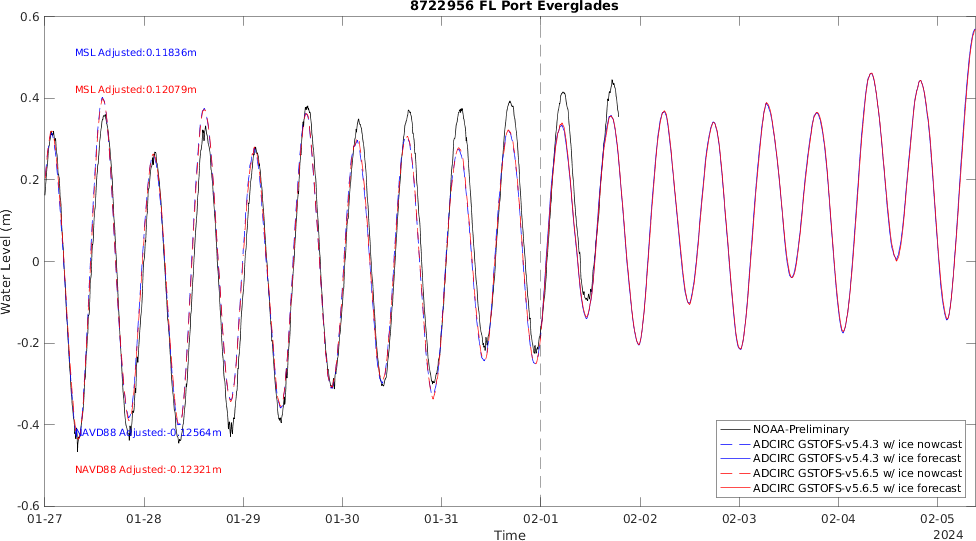 8722956 FL Port Everglades
0.6
MSL Adjusted:0.11836m
MSL Adjusted:0.12079m
0.4
0.2
0
-0.2
-0.4
-0.6
Water Level (m)
NAVD88 Adjusted:-0.12564m
NAVD88 Adjusted:-0.12321m
NOAA-Preliminary
ADCIRC GSTOFS-v5.4.3 w/ ice nowcast
ADCIRC GSTOFS-v5.4.3 w/ ice forecast
ADCIRC GSTOFS-v5.6.5 w/ ice nowcast
ADCIRC GSTOFS-v5.6.5 w/ ice forecast
01-27 01-28 01-29 01-30 01-31 02-01 02-02 02-03 02-04 02-05
Time
2024